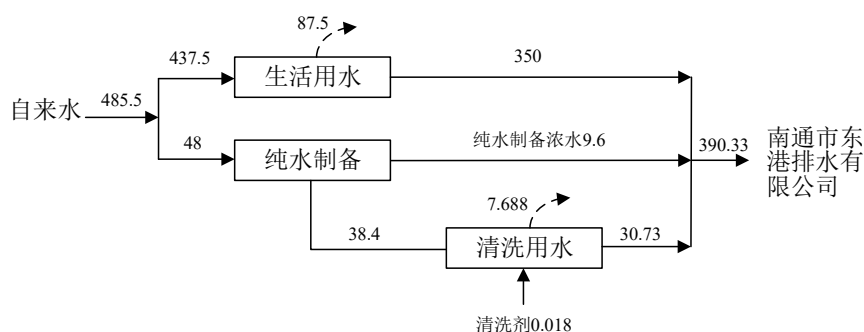 87.5
437.5
生活用水
350
自来水
485.5
48
纯水制备
纯水制备浓水9.6
390.33
南通市东
港排水有
限公司
7.688
38.4
清洗用水
30.73
清洗剂0.018